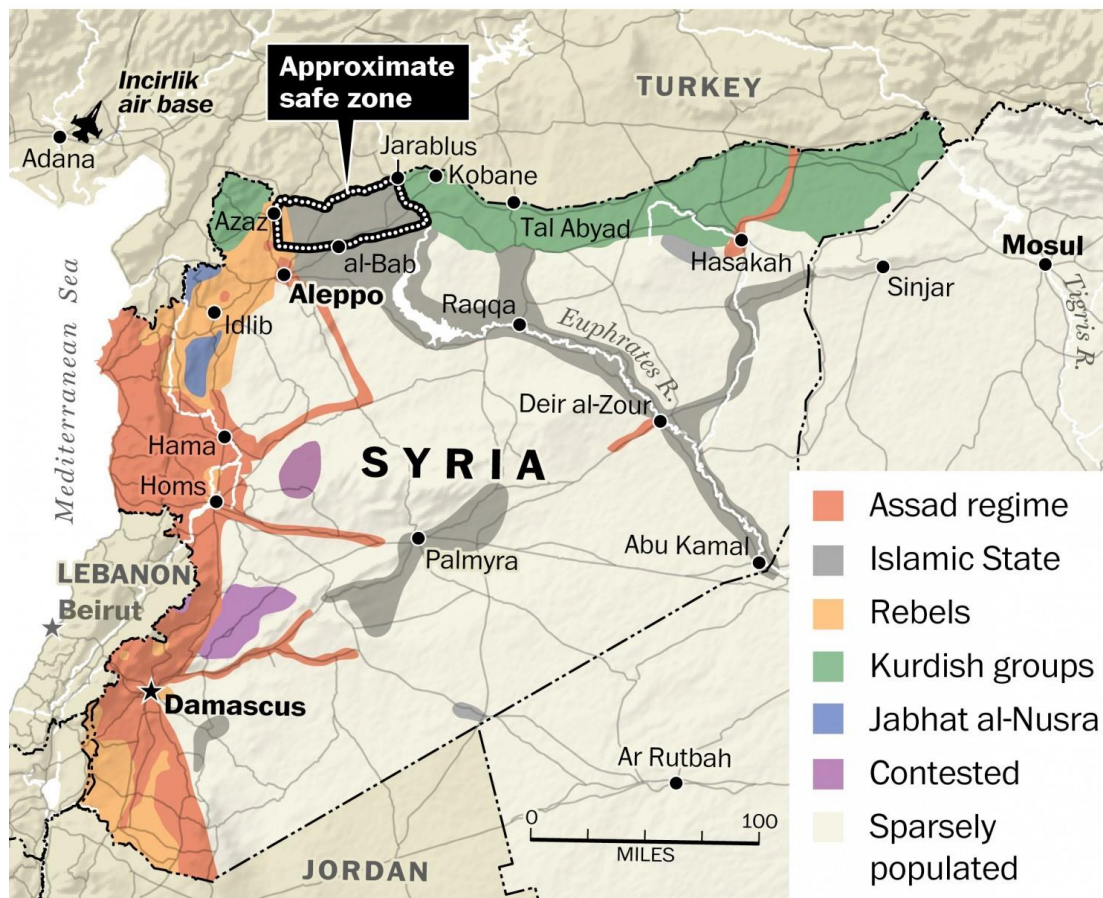 Incirlik
air base
Adana
Approximate
safe zone
TURKEY
Jarablus
Kobane
Azaz
Tal Abyad
al-Bab
Hasakah
Mosul
Aleppo
Sinjar
Tigris R.
Mediterranean Sea
Idlib
Raqqa
Euphrates R.
Deir al-Zour
Hama
SYRIA
Homs
Palmyra
Abu Kamal
LEBANON
Beirut
Damascus
Ar Rutbah
0 100
MILES
JORDAN
Assad regime
Islamic State
Rebels
Kurdish groups
Jabhat al-Nusra
Contested
Sparsely
populated